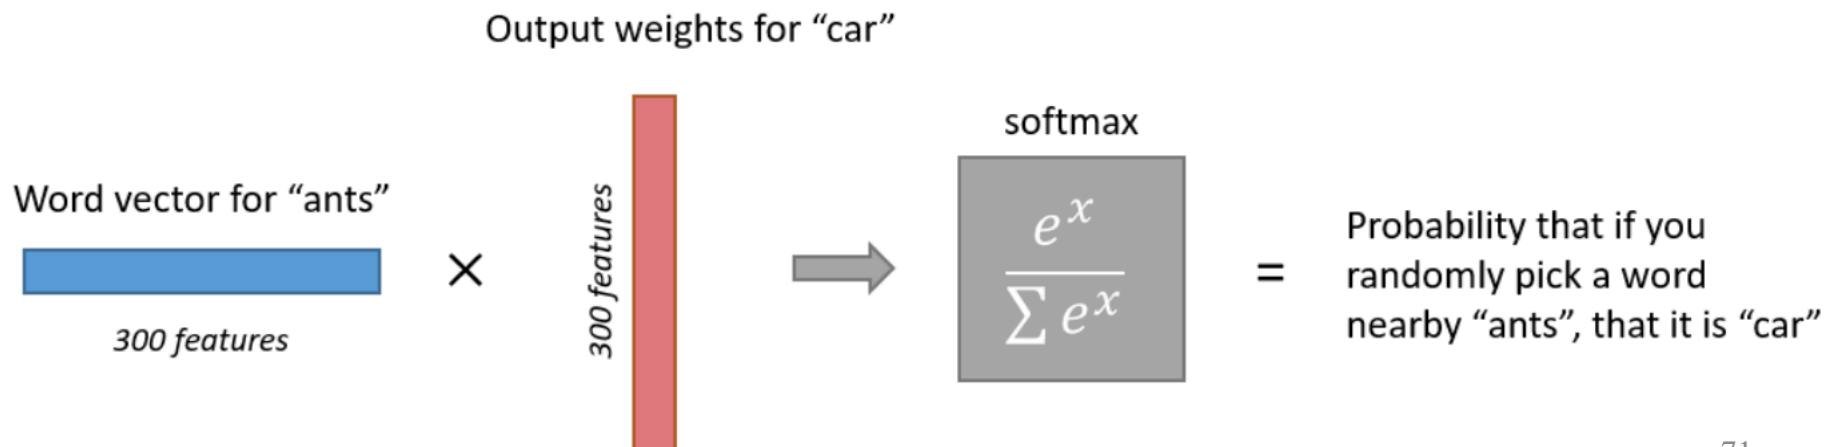 Output weights for “car”
softmax
Word vector for “ants”
300 features
300 features
×
e^x
∑ e^x
=
Probability that if you
randomly pick a word
nearby “ants”, that it is “car”